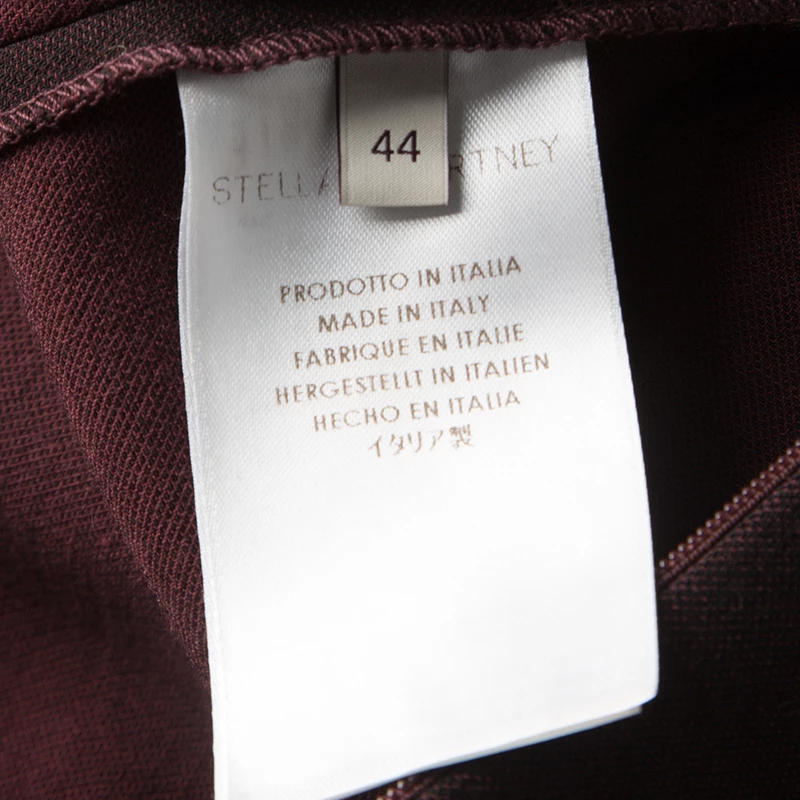 44
STELLA RTNEY
PRODOTTO IN ITALIA
MADE IN ITALY
FABRIQUE EN ITALIE
HERGESTELLT IN ITALIEN
HECHO EN ITALIA
イタリア製